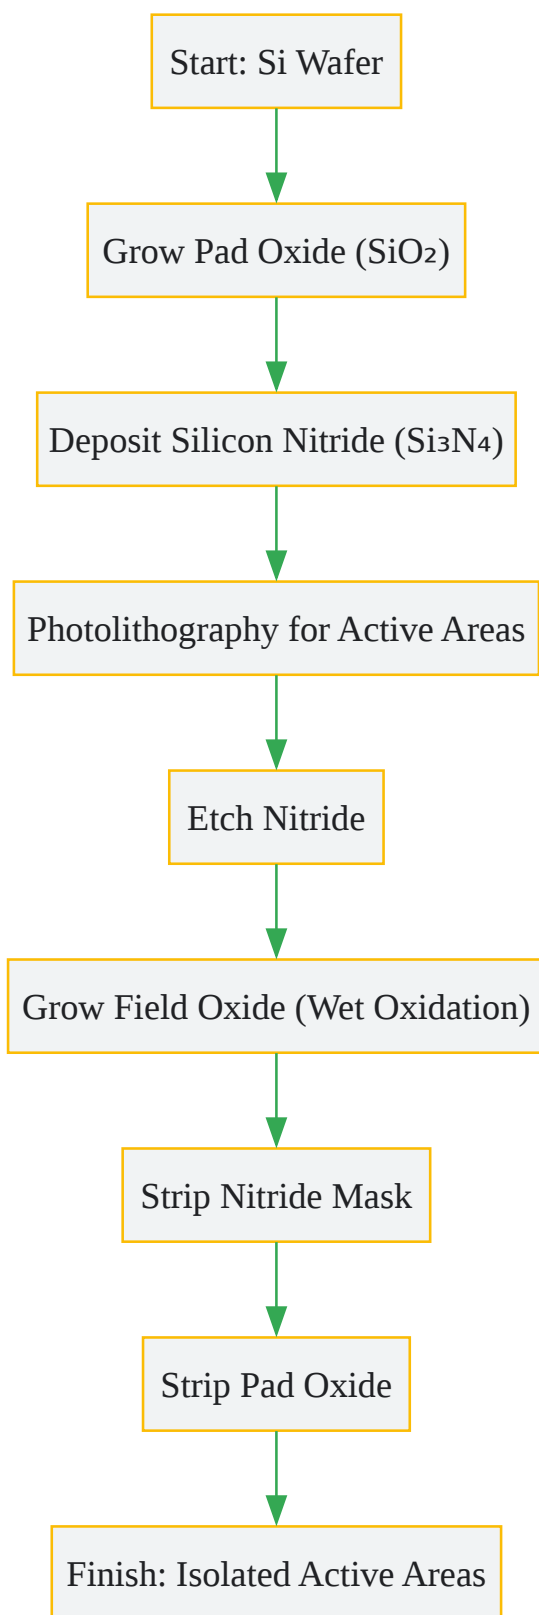 Start: Si Wafer
Grow Pad Oxide (SiO₂)
Deposit Silicon Nitride (Si₃N₄)
Photolithography for Active Areas
Etch Nitride
Grow Field Oxide (Wet Oxidation)
Strip Nitride Mask
Strip Pad Oxide
Finish: Isolated Active Areas